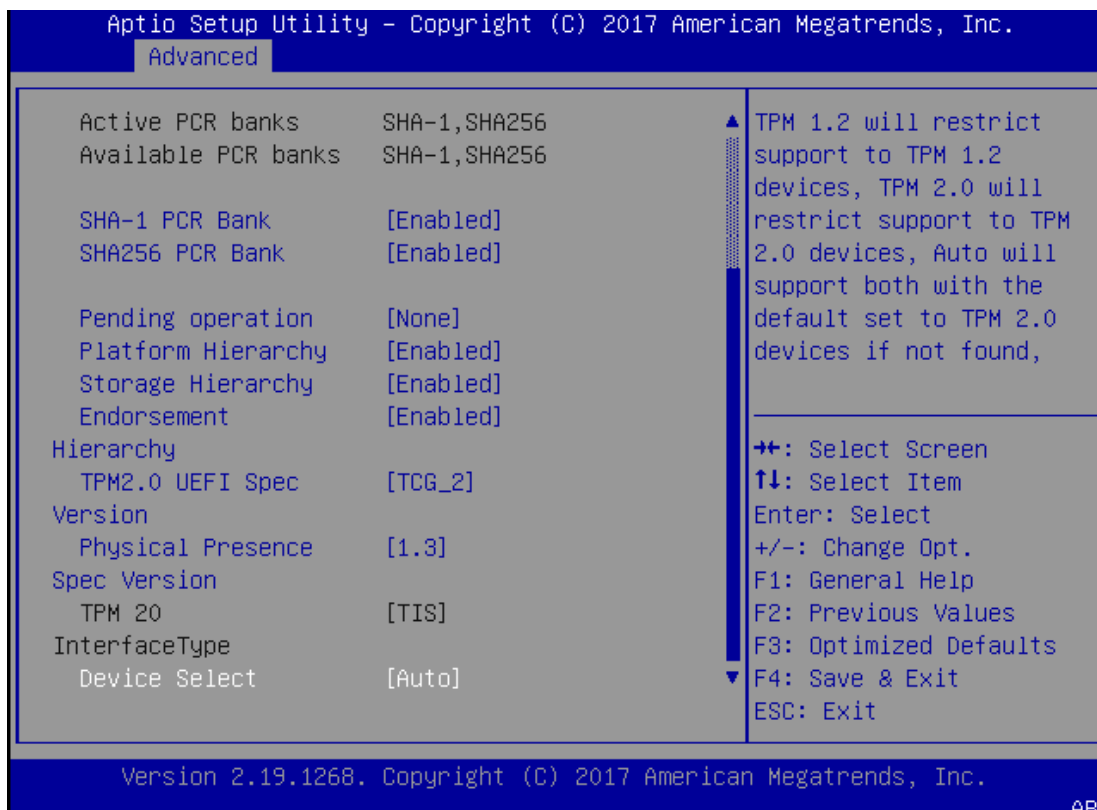 Aptio Setup Utility – Copyright (C) 2017 American Megatrends, Inc.
Advanced
Active PCR banks SHA-1,SHA256
Available PCR banks SHA-1,SHA256
SHA-1 PCR Bank [Enabled]
SHA256 PCR Bank [Enabled]
Pending operation [None]
Platform Hierarchy [Enabled]
Storage Hierarchy [Enabled]
Endorsement [Enabled]
Hierarchy
TPM2.0 UEFI Spec [TCG_2]
Version
Physical Presence [1.3]
Spec Version
TPM 20 [TIS]
InterfaceType
Device Select [Auto]
TPM 1.2 will restrict
support to TPM 1.2
devices, TPM 2.0 will
restrict support to TPM
2.0 devices, Auto will
support both with the
default set to TPM 2.0
devices if not found,
→←: Select Screen
↑↓: Select Item
Enter: Select
+/-: Change Opt.
F1: General Help
F2: Previous Values
F3: Optimized Defaults
F4: Save & Exit
ESC: Exit
Version 2.19.1268. Copyright (C) 2017 American Megatrends, Inc.